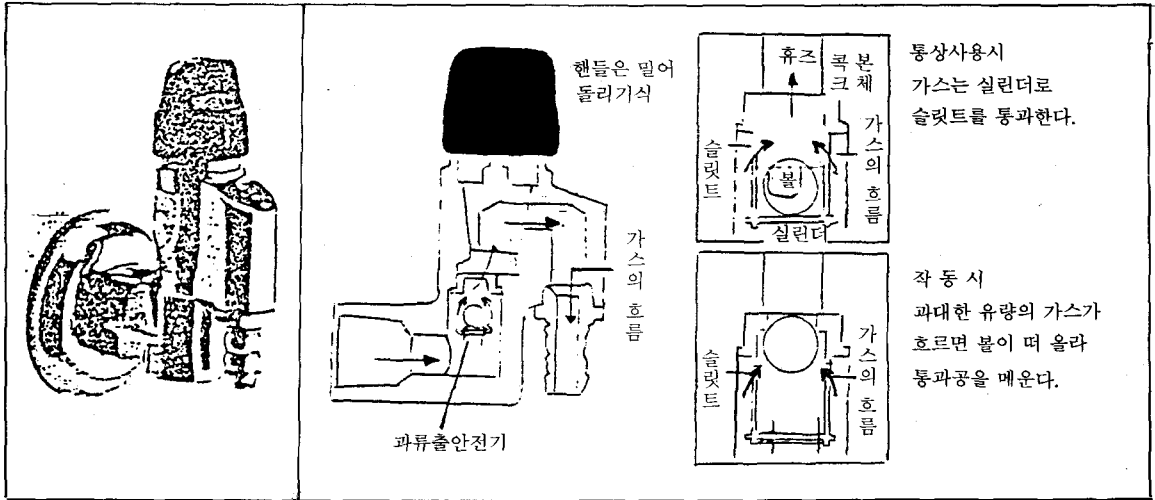 핸들은 밀어
돌리기식
가스의 흐름
과류출안전기
휴즈
콕크
본체
슬릿트
가스의 흐름
볼
실린더
통상사용시
가스는 실린더로
슬릿트를 통과한다.
슬릿트
가스의 흐름
작 동 시
과대한 유량의 가스가
흐르면 볼이 떠 올라
통과공을 메운다.